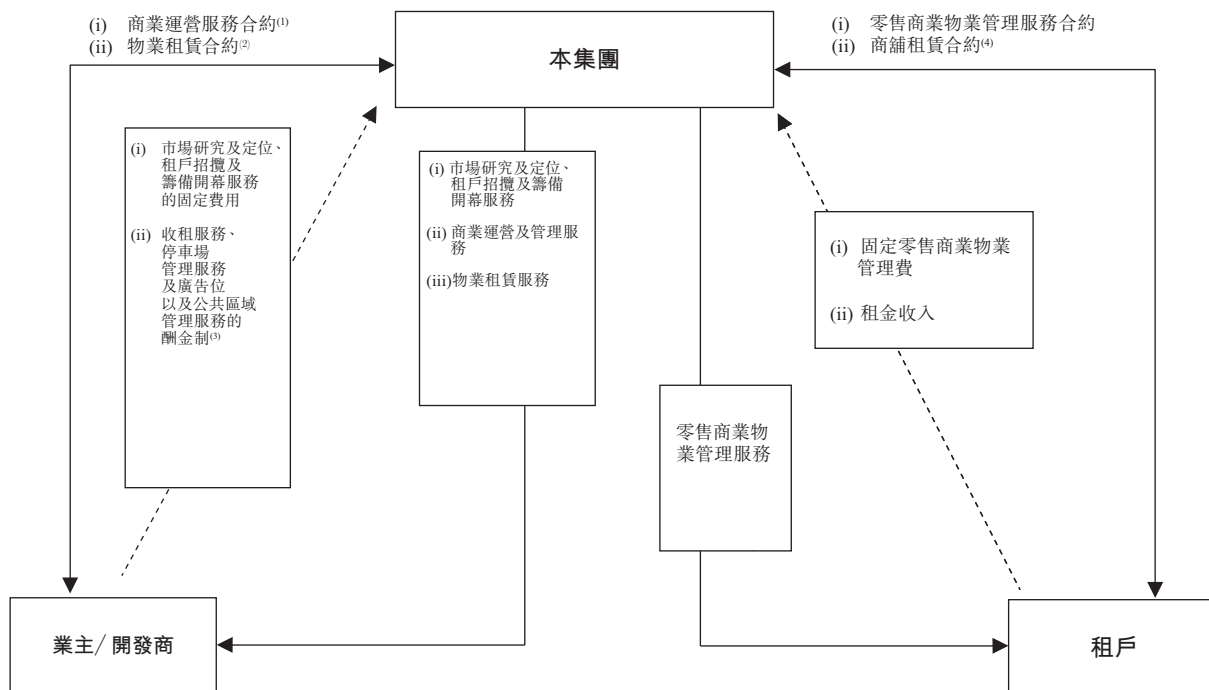 (i) 商業運營服務合約(1)
(ii) 物業租賃合約(2)
本集團
(i) 零售商業物業管理服務合約
(ii) 商舖租賃合約(4)
(i) 市場研究及定位、
租戶招攬及
籌備開幕服務
的固定費用
(ii) 收租服務、
停車場
管理服務
及廣告位
以及公共區域
管理服務的
酬金制(3)
(i) 市場研究及定位、
租戶招攬及籌備
開幕服務
(ii) 商業運營及管理服
務
(iii)物業租賃服務
(i) 固定零售商業物業
管理費
(ii) 租金收入
零售商業物
業管理服務
業主/開發商
租戶